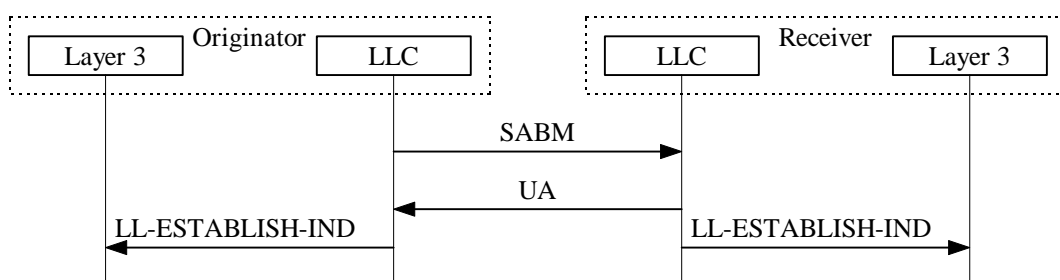 Originator
Receiver
Layer 3
LLC
LLC
Layer 3
SABM
UA
LL-ESTABLISH-IND
LL-ESTABLISH-IND